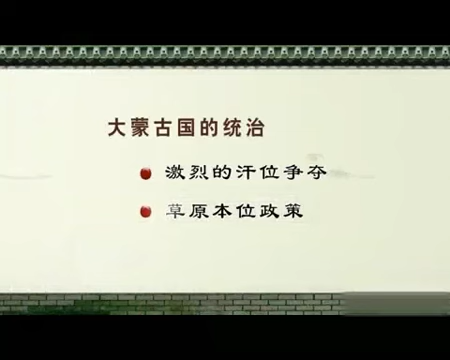 大蒙古国的统治
激烈的汗位争夺
草原本位政策